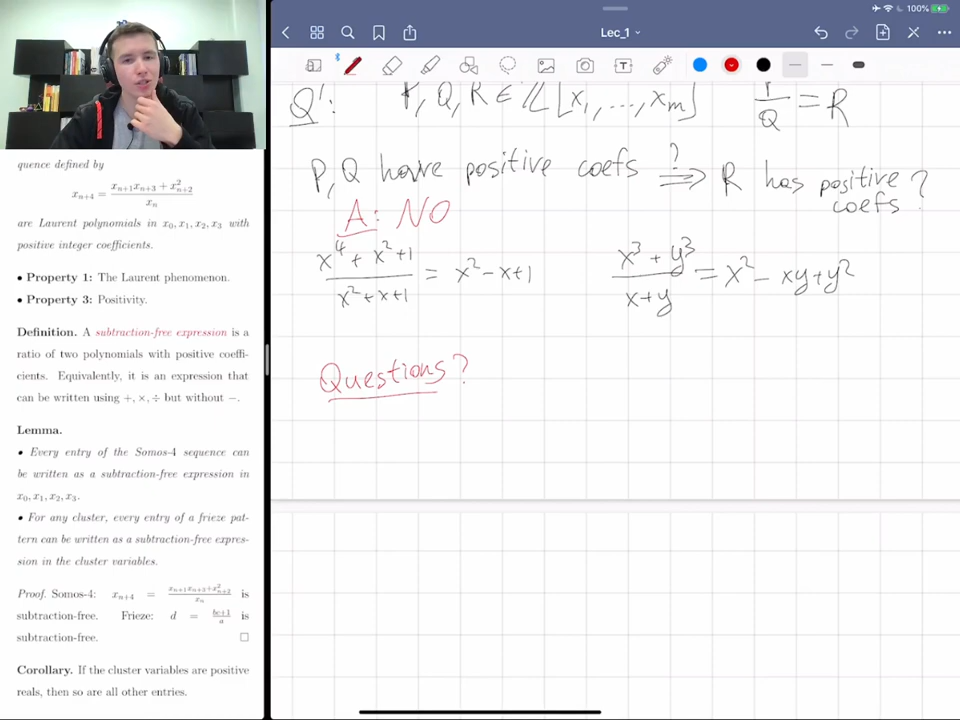 100%
Lec_1
quence defined by
x_{n+4} = \frac{x_{n+1}x_{n+3} + x_{n+2}^2}{x_n}
are Laurent polynomials in x_0, x_1, x_2, x_3 with
positive integer coefficients.
• Property 1: The Laurent phenomenon.
• Property 3: Positivity.
Definition. A subtraction-free expression is a
ratio of two polynomials with positive coeffi-
cients. Equivalently, it is an expression that
can be written using +, ×, ÷ but without −.
Lemma.
• Every entry of the Somos-4 sequence can
be written as a subtraction-free expression in
x_0, x_1, x_2, x_3.
• For any cluster, every entry of a frieze pat-
tern can be written as a subtraction-free expres-
sion in the cluster variables.
Proof. Somos-4: x_{n+4} = \frac{x_{n+1}x_{n+3}+x_{n+2}^2}{x_n} is
subtraction-free. Frieze: d = \frac{bc+1}{a} is
subtraction-free. □
Corollary. If the cluster variables are positive
reals, then so are all other entries.
Q': P, Q, R ∈ ℤ[x_1, ..., x_m] \frac{P}{Q} = R
P, Q have positive coefs ?⟹ R has positive coefs ?
A: NO
\frac{x^4 + x^2 + 1}{x^2 + x + 1} = x^2 - x + 1 \frac{x^3 + y^3}{x + y} = x^2 - xy + y^2
Questions?